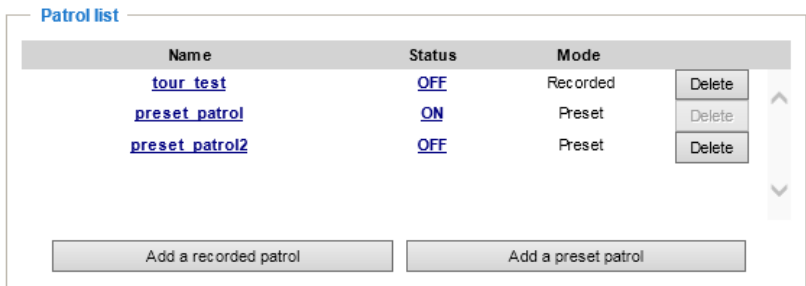 Patrol list
Name Status Mode
tour_test OFF Recorded Delete
preset_patrol ON Preset Delete
preset_patrol2 OFF Preset Delete
Add a recorded patrol Add a preset patrol